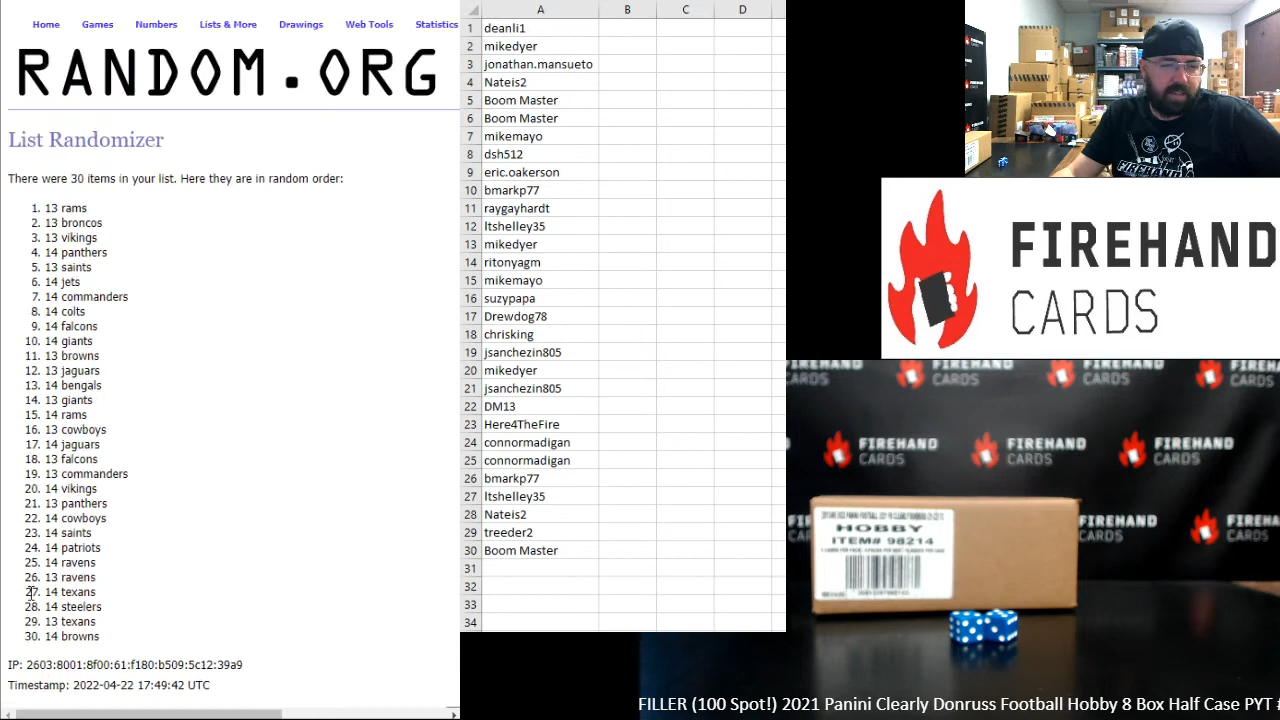 Home Games Numbers Lists & More Drawings Web Tools Statistics
RANDOM.ORG
List Randomizer
There were 30 items in your list. Here they are in random order:
1. 13 rams
2. 13 broncos
3. 13 vikings
4. 14 panthers
5. 13 saints
6. 14 jets
7. 14 commanders
8. 14 colts
9. 14 falcons
10. 14 giants
11. 13 browns
12. 13 jaguars
13. 14 bengals
14. 13 giants
15. 14 rams
16. 13 cowboys
17. 14 jaguars
18. 13 falcons
19. 13 commanders
20. 14 vikings
21. 13 panthers
22. 14 cowboys
23. 14 saints
24. 14 patriots
25. 14 ravens
26. 13 ravens
27. 14 texans
28. 14 steelers
29. 13 texans
30. 14 browns
IP: 2603:8001:8f00:61:f180:b509:5c12:39a9
Timestamp: 2022-04-22 17:49:42 UTC
A B C D
1 deanli1
2 mikedyer
3 jonathan.mansueto
4 Nateis2
5 Boom Master
6 Boom Master
7 mikemayo
8 dsh512
9 eric.oakerson
10 bmarkp77
11 raygayhardt
12 ltshelley35
13 mikedyer
14 ritonyagm
15 mikemayo
16 suzypapa
17 Drewdog78
18 chrisking
19 jsanchezin805
20 mikedyer
21 jsanchezin805
22 DM13
23 Here4TheFire
24 connormadigan
25 connormadigan
26 bmarkp77
27 ltshelley35
28 Nateis2
29 treeder2
30 Boom Master
31
32
33
34
FIREHAND
CARDS
FIREHAND
CARDS
FIREHAND
CARDS
FIREHAND
CARDS
HOBBY
ITEM# 98214
FILLER (100 Spot!) 2021 Panini Clearly Donruss Football Hobby 8 Box Half Case PYT